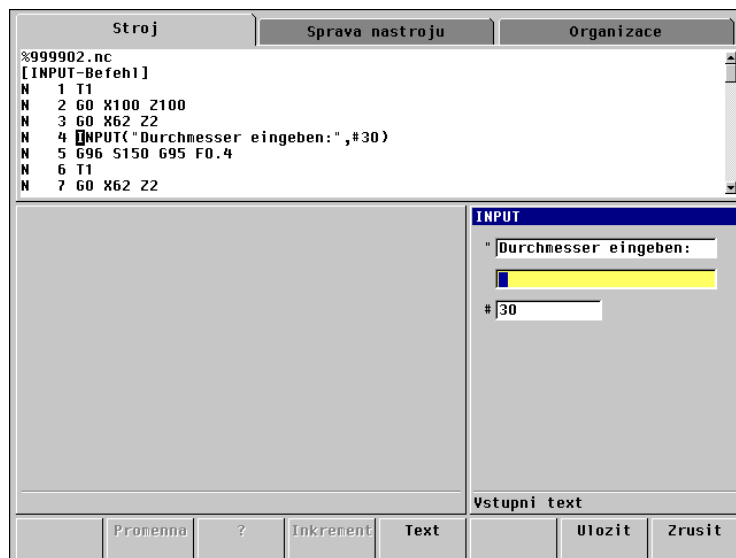 Stroj Sprava nastroju Organizace
%999902.nc
[INPUT-Befehl]
N 1 T1
N 2 G0 X100 Z100
N 3 G0 X62 Z2
N 4 INPUT("Durchmesser eingeben:",#30)
N 5 G96 S150 G95 F0.4
N 6 T1
N 7 G0 X62 Z2
INPUT
" Durchmesser eingeben:
# 30
Vstupni text
Promenna ? Inkrement Text Ulozit Zrusit